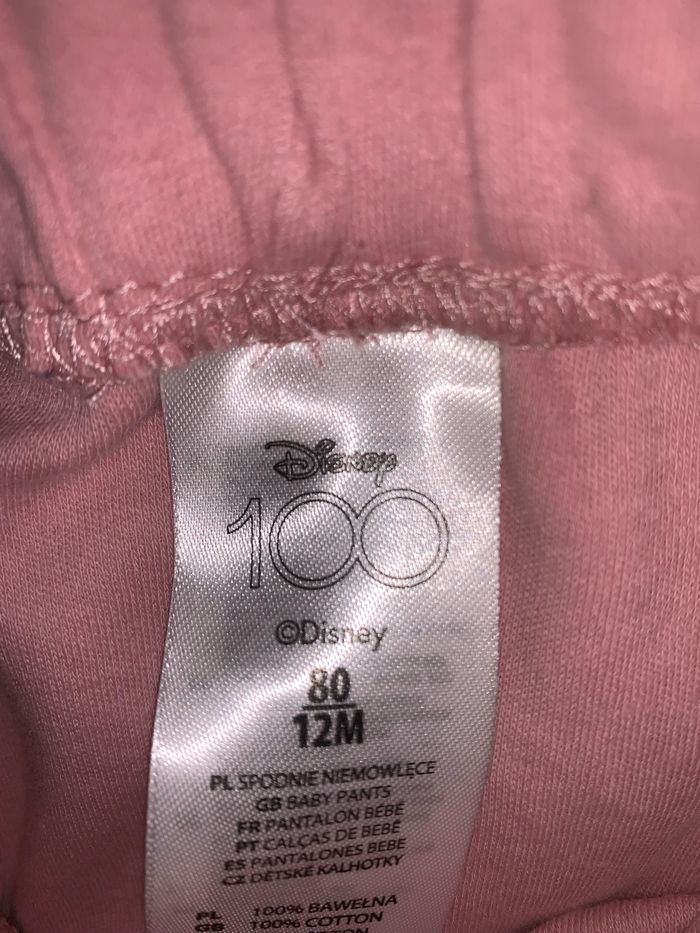 Disney
100
©Disney
80
12M
PL SPODNIE NIEMOWLĘCE
GB BABY PANTS
FR PANTALON BÉBÉ
PT CALÇAS DE BEBÉ
ES PANTALONES BEBE
CZ DĚTSKÉ KALHOTKY
PL 100% BAWEŁNA
GB 100% COTTON